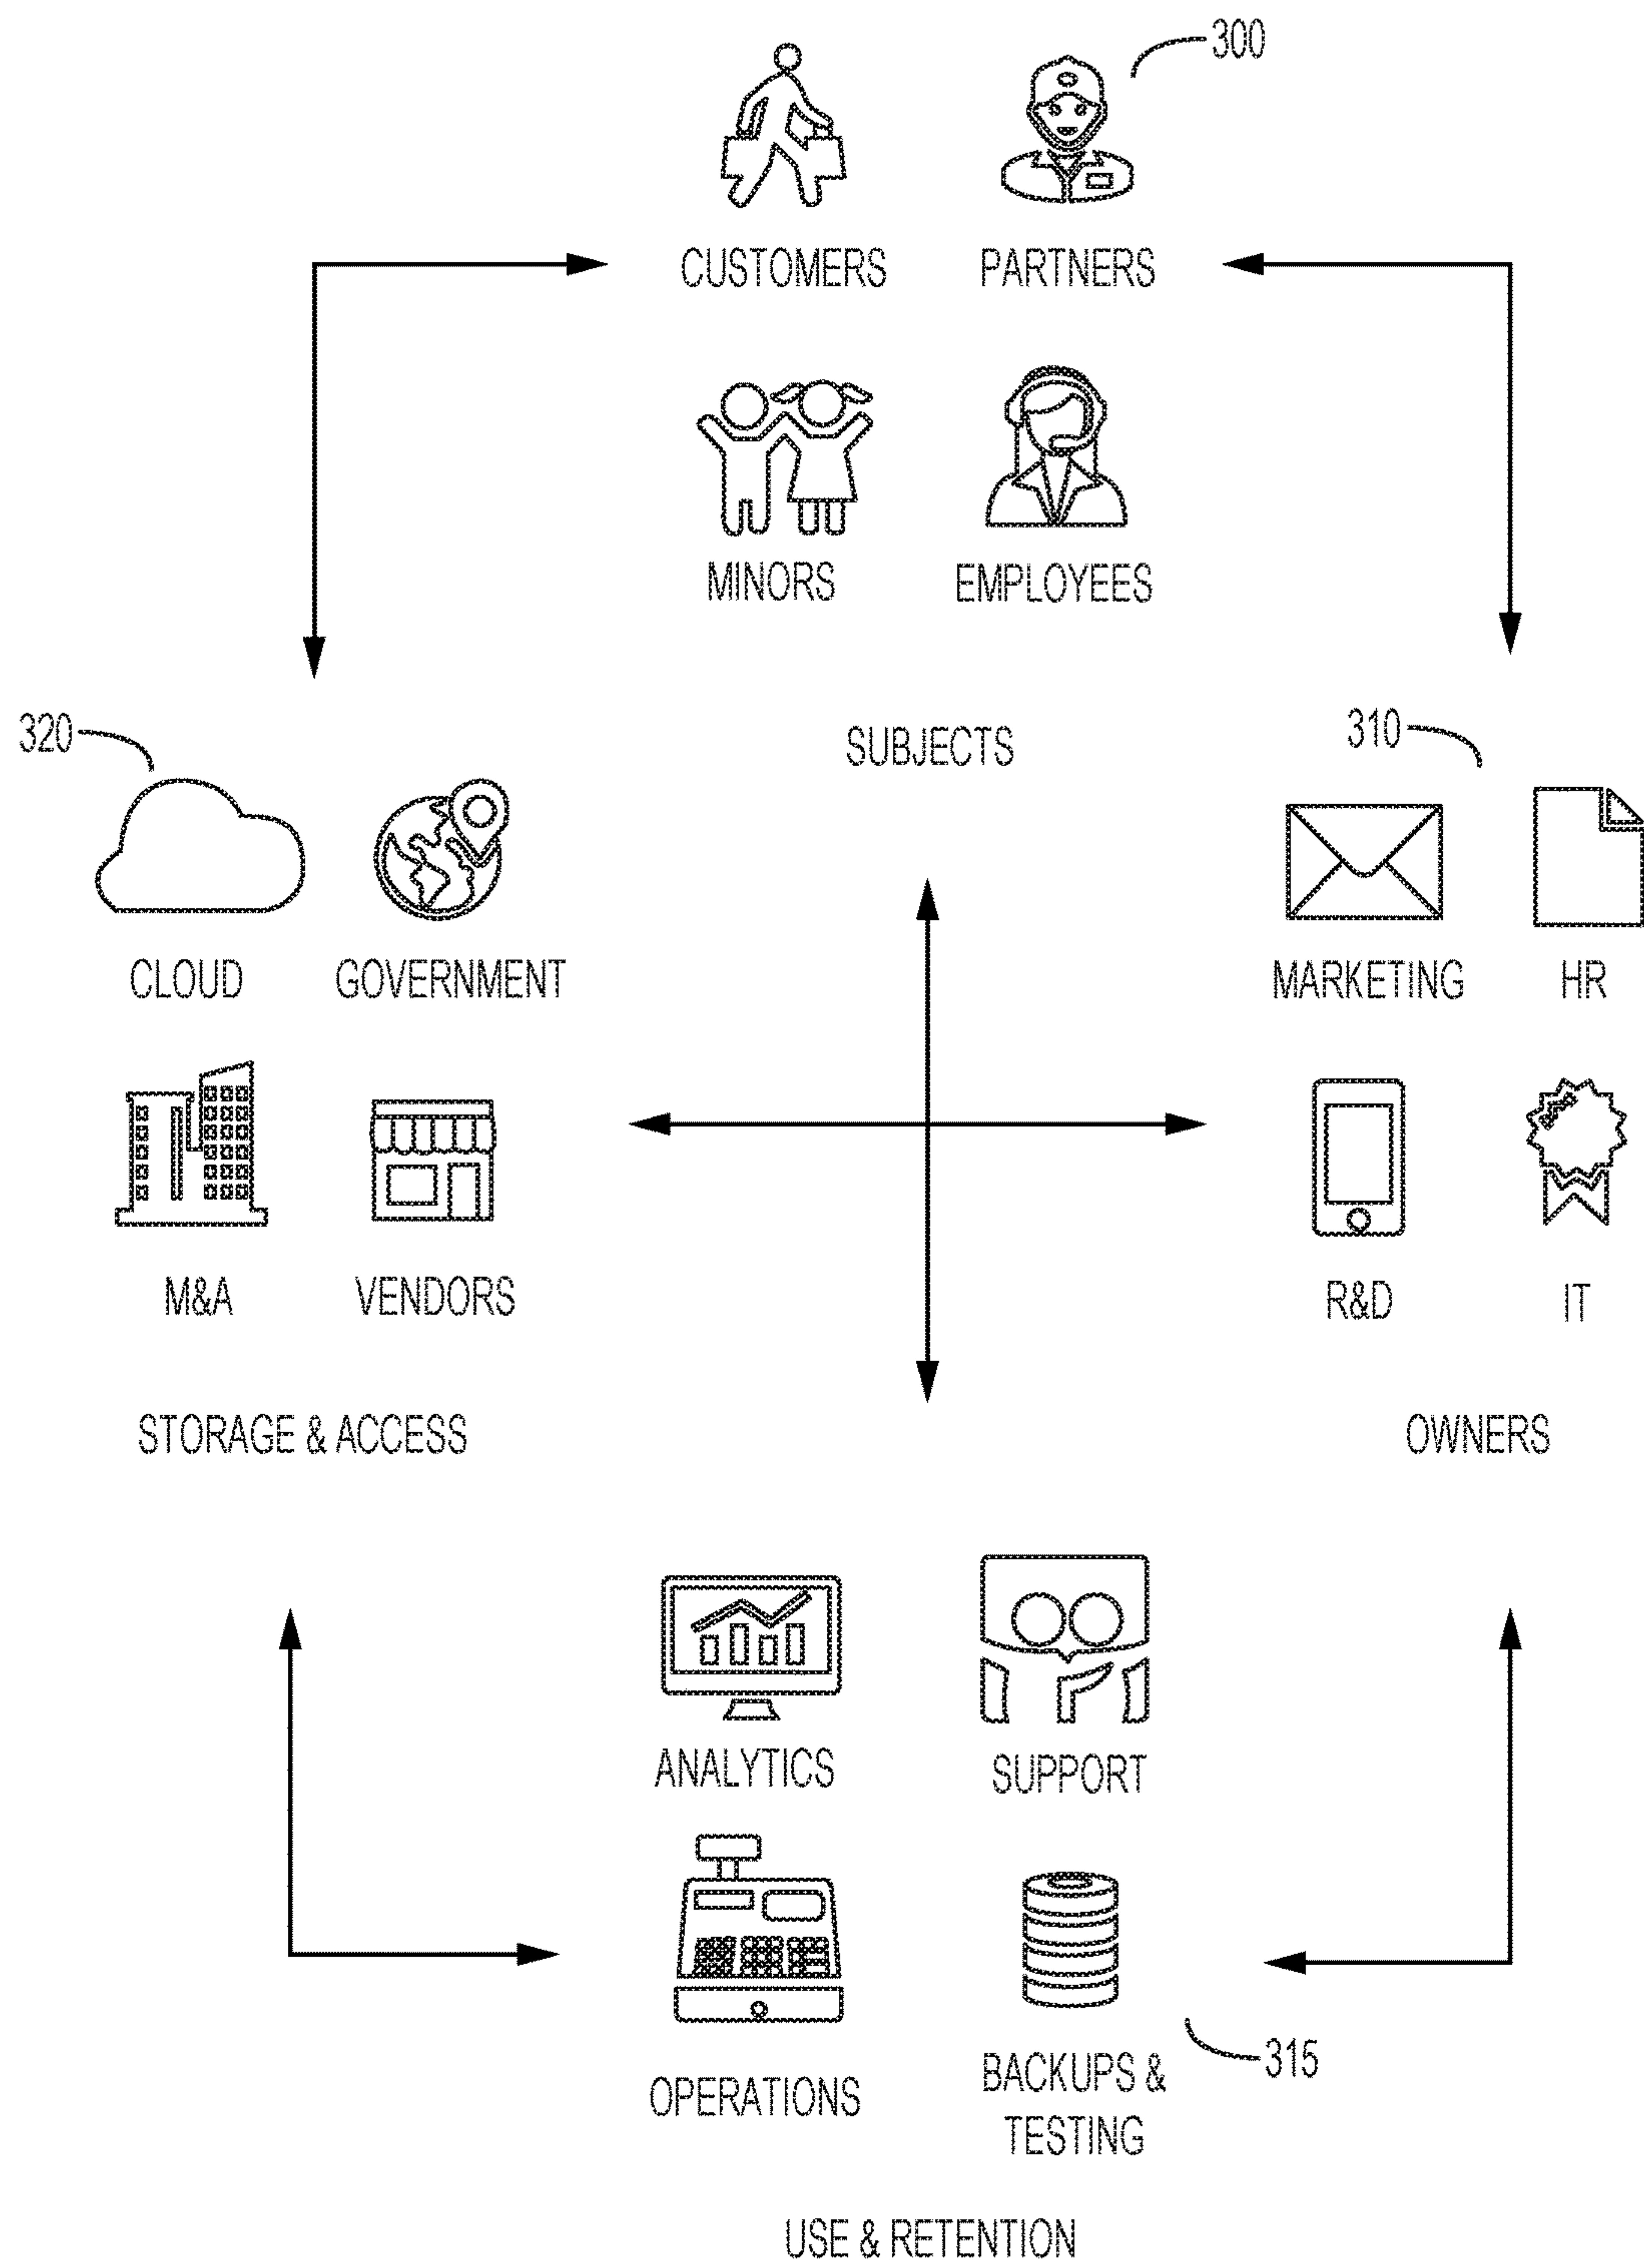 300
CUSTOMERS PARTNERS
MINORS EMPLOYEES
SUBJECTS
320
CLOUD GOVERNMENT
M&A VENDORS
STORAGE & ACCESS
310
MARKETING HR
R&D IT
OWNERS
ANALYTICS SUPPORT
OPERATIONS BACKUPS &
TESTING
315
USE & RETENTION